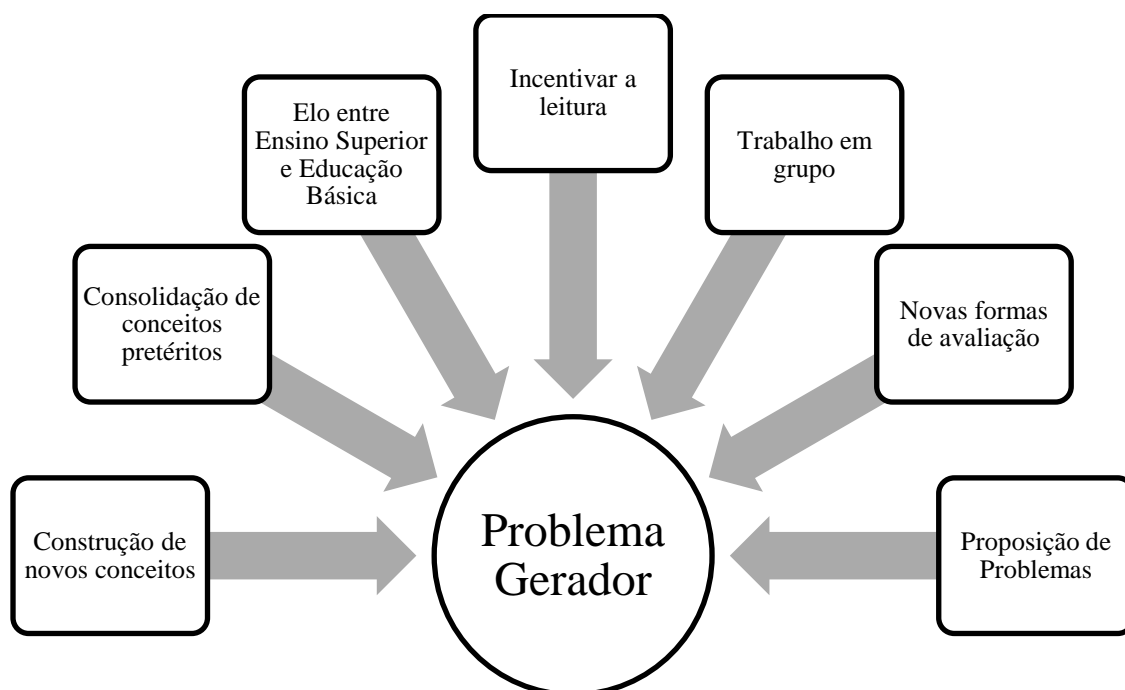 Incentivar a
leitura
Elo entre
Ensino Superior
e Educação
Básica
Trabalho em
grupo
Consolidação de
conceitos
pretéritos
Novas formas
de avaliação
Construção de
novos conceitos
Problema
Gerador
Proposição de
Problemas